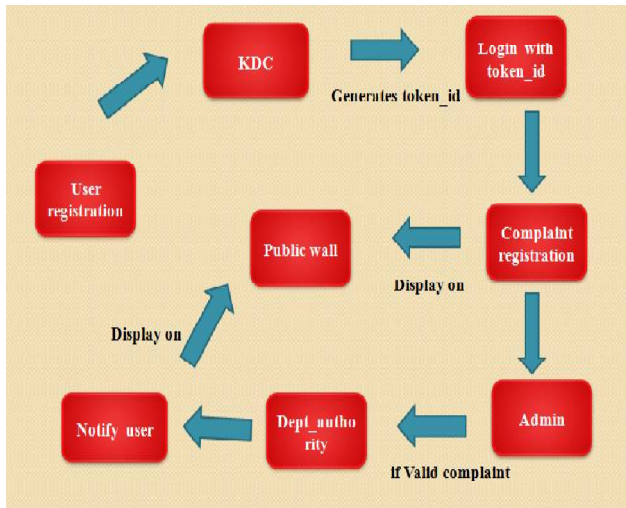 KDC
Login with
token_id
Generates token_id
User
registration
Public wall
Complaint
registration
Display on
Display on
Notify user
Dept_autho
rity
Admin
if Valid complaint